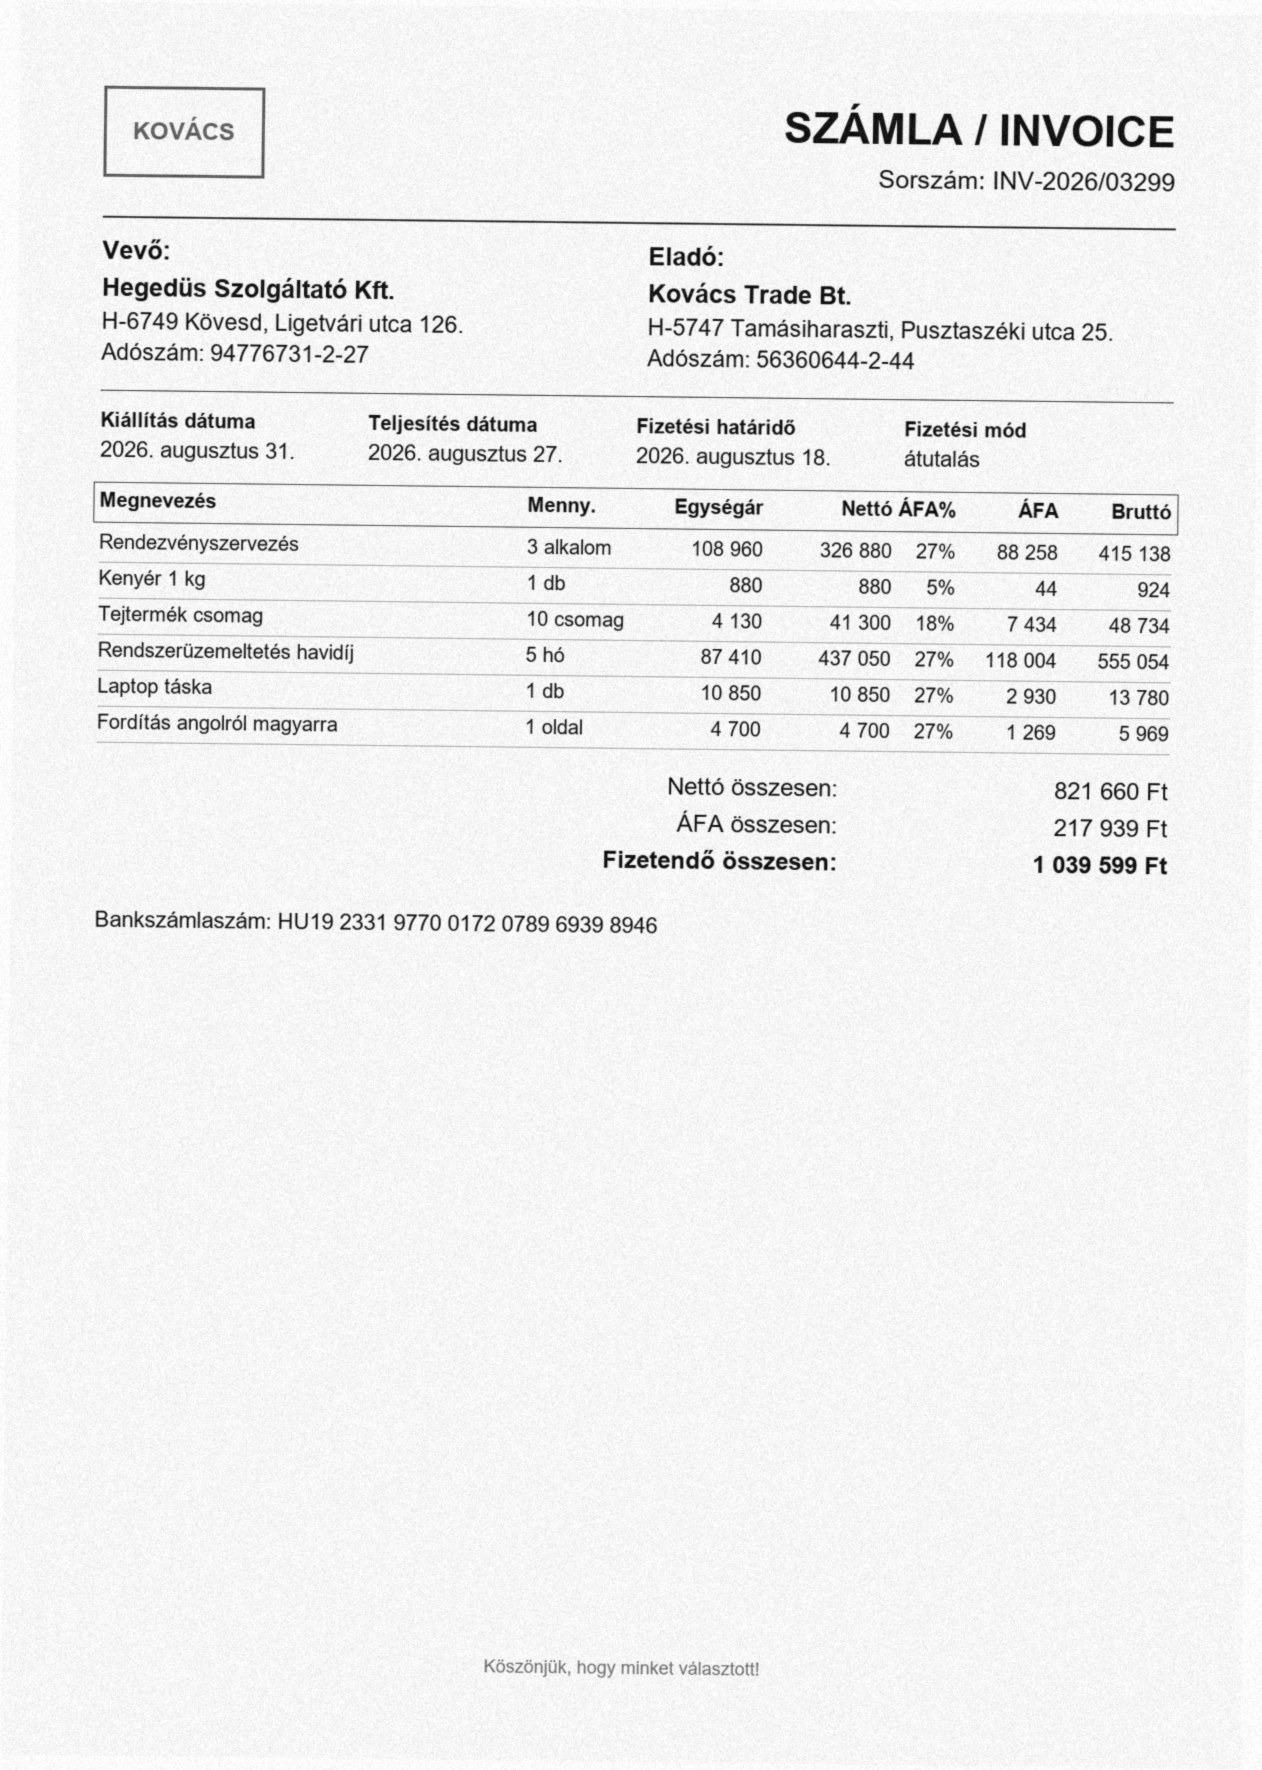 KOVÁCS
SZÁMLA / INVOICE
Sorszám: INV-2026/03299
Vevő:
Hegedüs Szolgáltató Kft.
H-6749 Kövesd, Ligetvári utca 126.
Adószám: 94776731-2-27
Eladó:
Kovács Trade Bt.
H-5747 Tamásiharaszti, Pusztaszéki utca 25.
Adószám: 56360644-2-44
Kiállítás dátuma
2026. augusztus 31.
Teljesítés dátuma
2026. augusztus 27.
Fizetési határidő
2026. augusztus 18.
Fizetési mód
átutalás
Megnevezés Menny. Egységár Nettó ÁFA% ÁFA Bruttó
Rendezvényszervezés 3 alkalom 108 960 326 880 27% 88 258 415 138
Kenyér 1 kg 1 db 880 880 5% 44 924
Tejtermék csomag 10 csomag 4 130 41 300 18% 7 434 48 734
Rendszerüzemeltetés havidíj 5 hó 87 410 437 050 27% 118 004 555 054
Laptop táska 1 db 10 850 10 850 27% 2 930 13 780
Fordítás angolról magyarra 1 oldal 4 700 4 700 27% 1 269 5 969
Nettó összesen: 821 660 Ft
ÁFA összesen: 217 939 Ft
Fizetendő összesen: 1 039 599 Ft
Bankszámlaszám: HU19 2331 9770 0172 0789 6939 8946
Köszönjük, hogy minket választott!